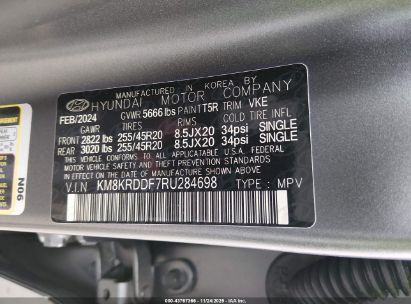 MANUFACTURED IN KOREA BY
HYUNDAI MOTOR COMPANY
FEB/2024 GVWR 5666 lbs PAINT T5R TRIM VKE
GAWR TIRES RIMS COLD TIRE INFL
FRONT 2822 lbs 255/45R20 8.5JX20 34psi SINGLE
REAR 3020 lbs 255/45R20 8.5JX20 34psi SINGLE
THIS VEHICLE CONFORMS TO ALL APPLICABLE
FEDERAL MOTOR VEHICLE SAFETY AND THEFT
PREVENTION STANDARDS IN EFFECT ON THE
DATE OF MANUFACTURE SHOWN ABOVE.
V.I.N KM8KRDDF7RU284698 TYPE : MPV
N06